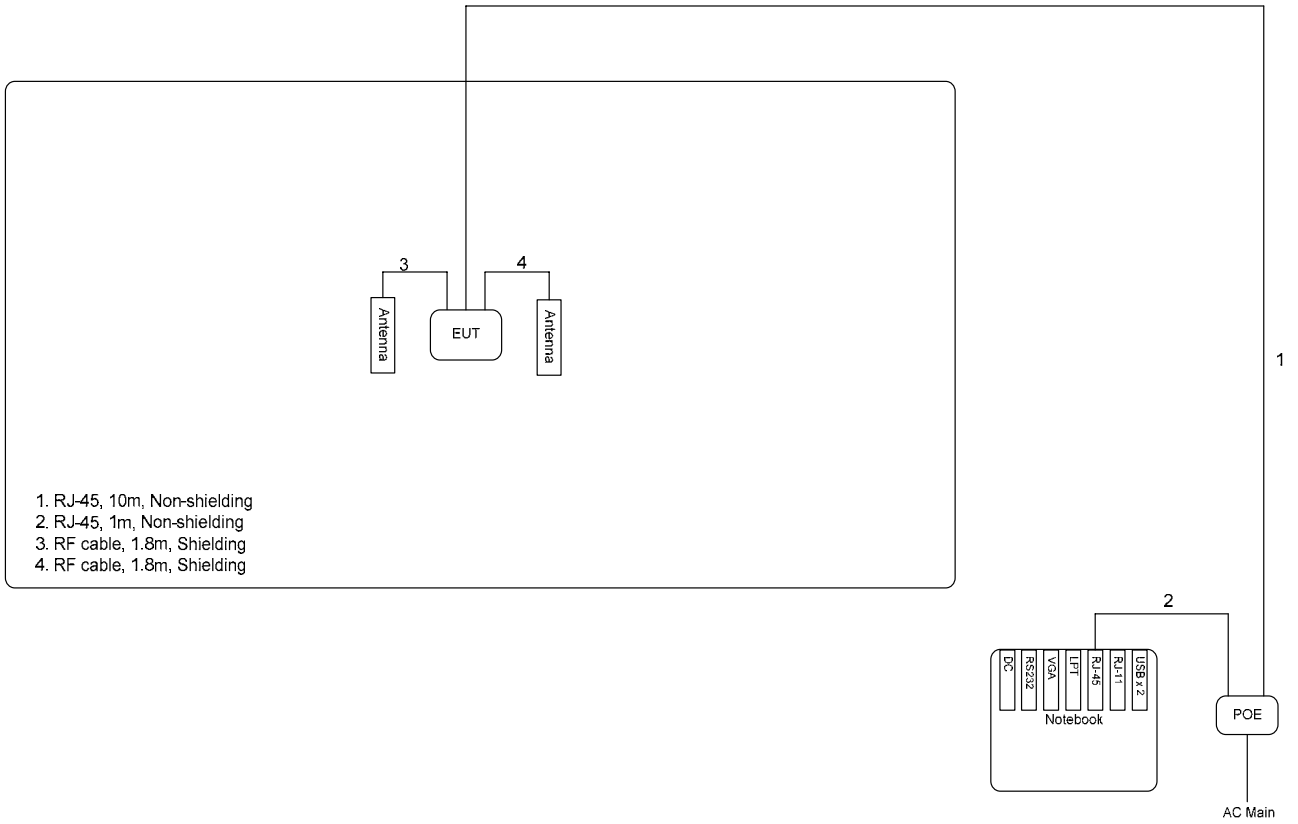 3
4
Antenna
EUT
Antenna
1
1. RJ-45, 10m, Non-shielding
2. RJ-45, 1m, Non-shielding
3. RF cable, 1.8m, Shielding
4. RF cable, 1.8m, Shielding
2
DC
RS232
VGA
LPT
RJ-45
RJ-11
USB x 2
Notebook
POE
AC Main